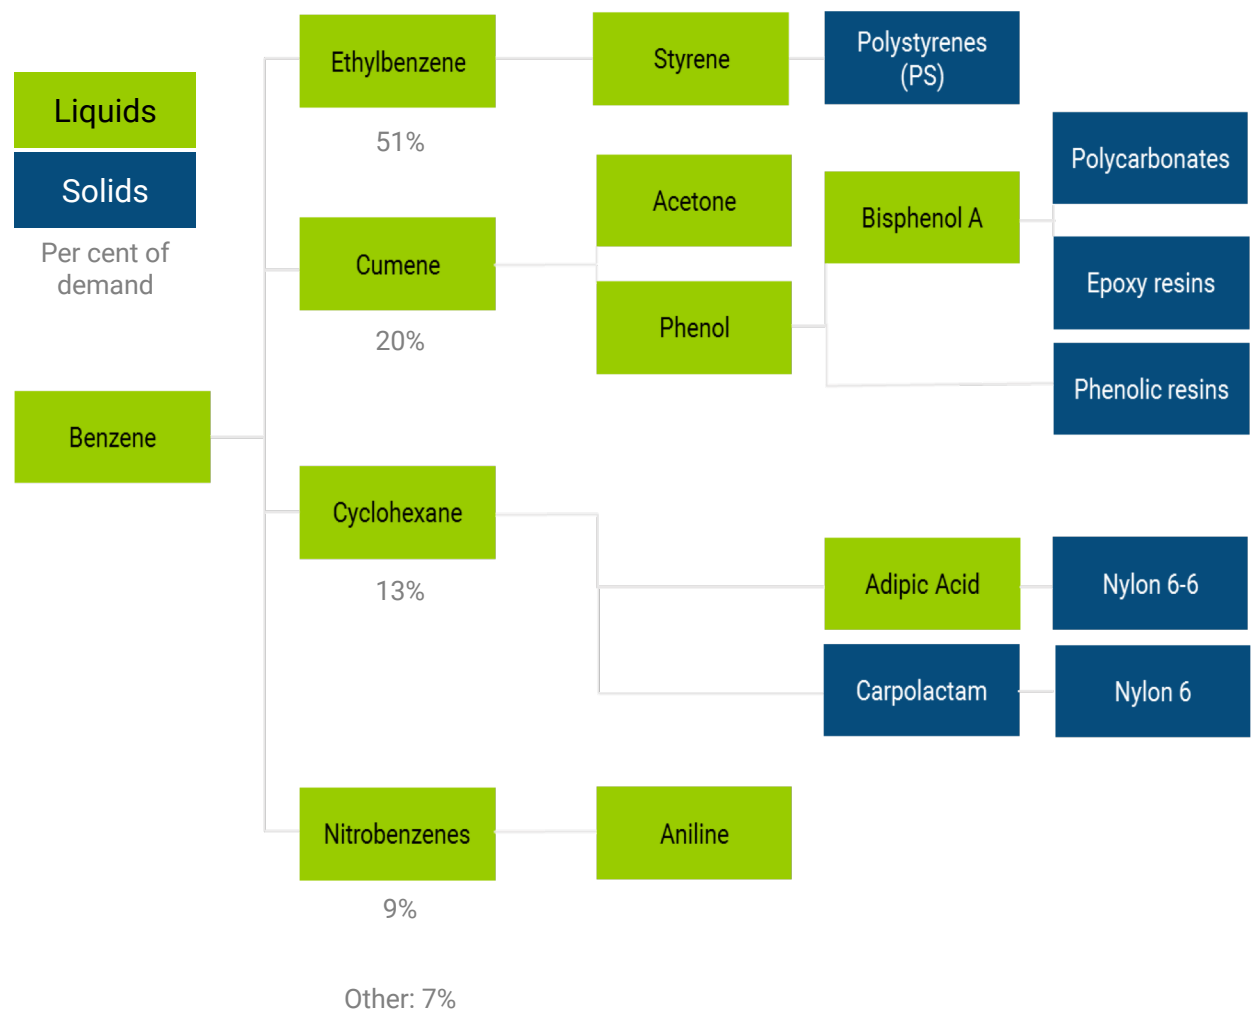 Liquids
Solids
Per cent of
demand
Benzene
Ethylbenzene
51%
Cumene
20%
Cyclohexane
13%
Nitrobenzenes
9%
Other: 7%
Styrene
Acetone
Phenol
Aniline
Polystyrenes
(PS)
Bisphenol A
Adipic Acid
Carpolactam
Polycarbonates
Epoxy resins
Phenolic resins
Nylon 6-6
Nylon 6